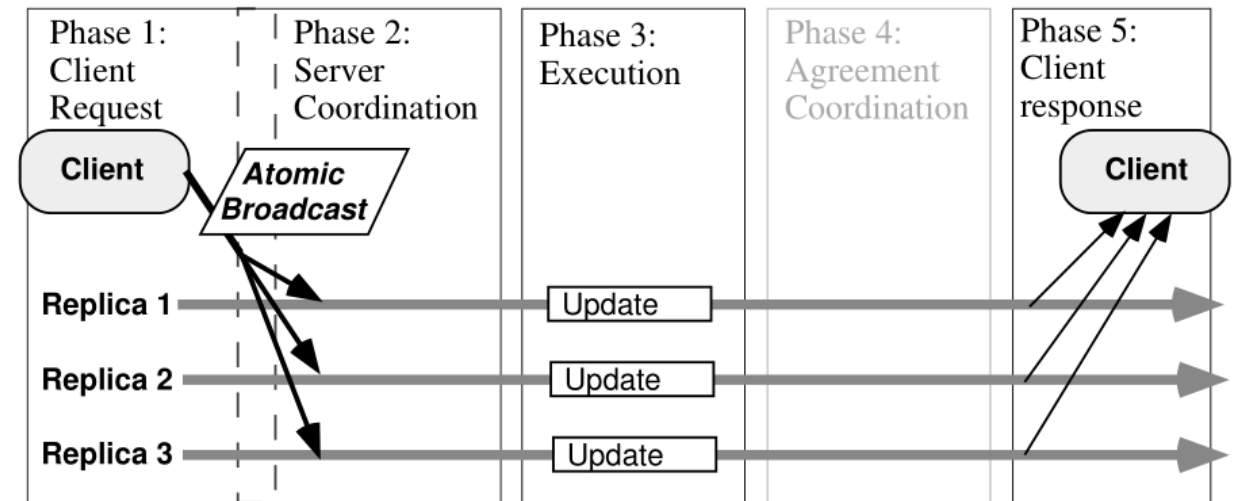 Phase 1:
Client
Request
Phase 2:
Server
Coordination
Phase 3:
Execution
Phase 4:
Agreement
Coordination
Phase 5:
Client
response
Client
Atomic
Broadcast
Client
Replica 1
Update
Replica 2
Update
Replica 3
Update